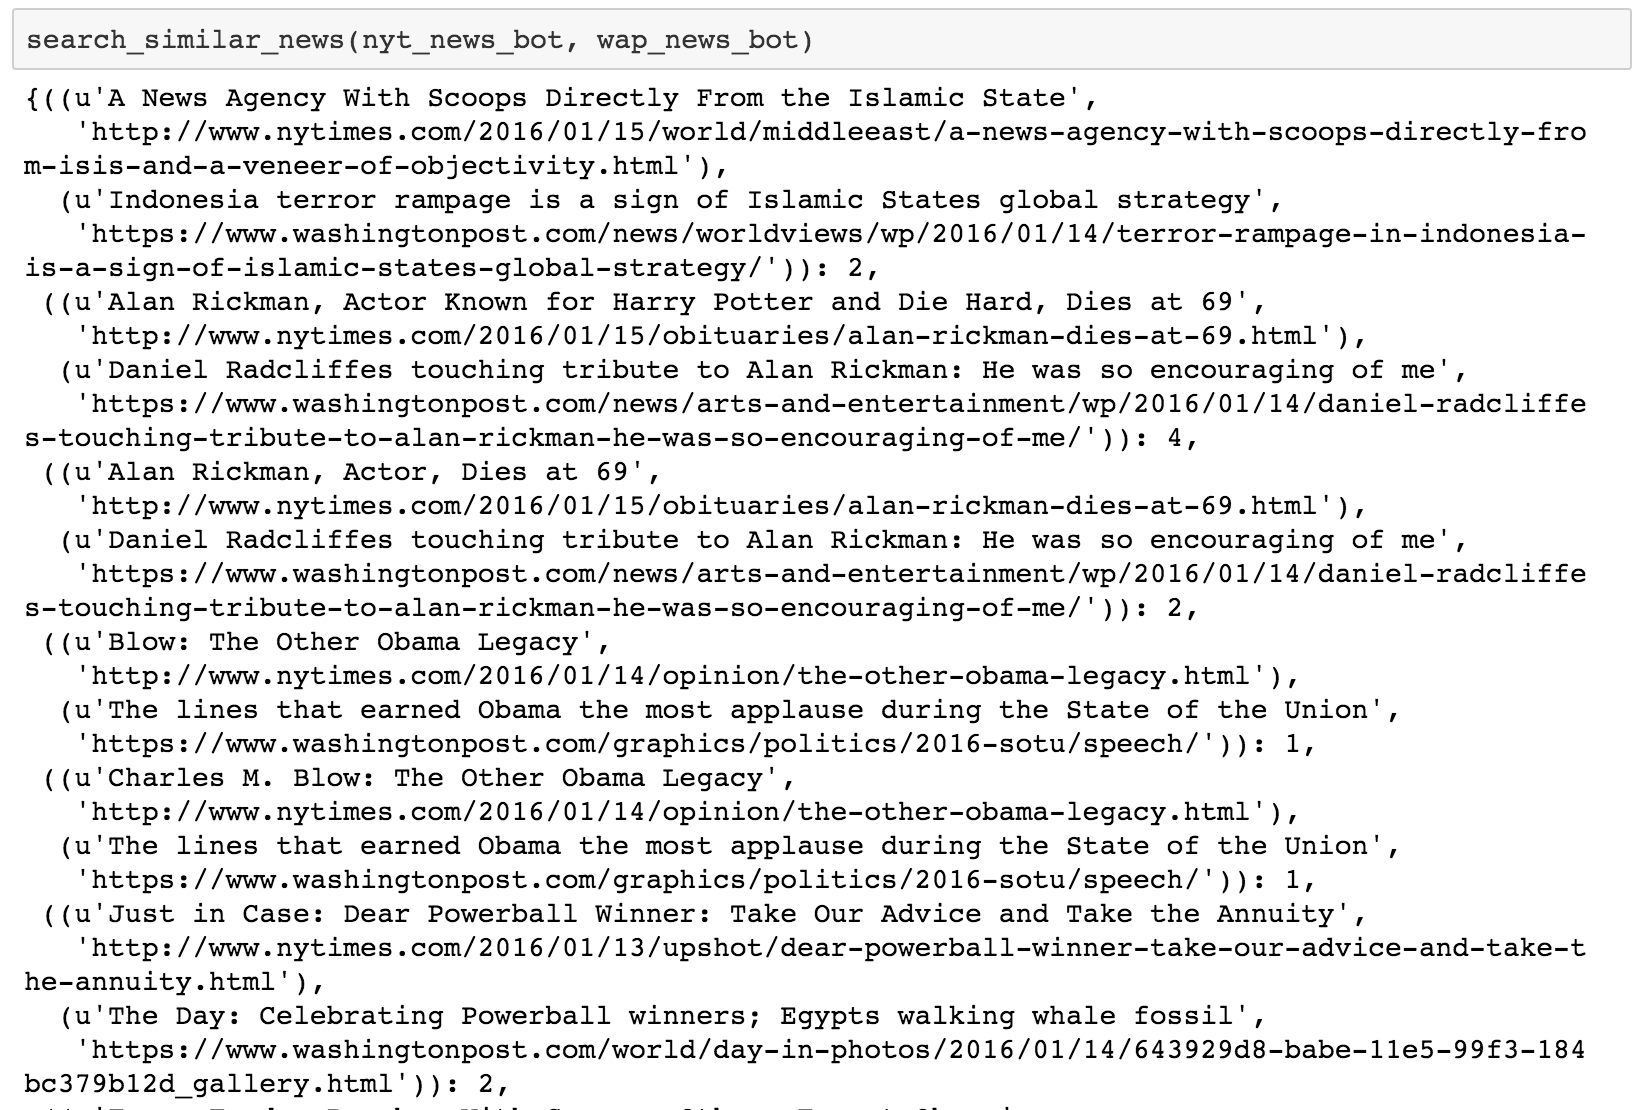 search_similar_news(nyt_news_bot, wap_news_bot)
{((u'A News Agency With Scoops Directly From the Islamic State',
'http://www.nytimes.com/2016/01/15/world/middleeast/a-news-agency-with-scoops-directly-fro
m-isis-and-a-veneer-of-objectivity.html'),
(u'Indonesia terror rampage is a sign of Islamic States global strategy',
'https://www.washingtonpost.com/news/worldviews/wp/2016/01/14/terror-rampage-in-indonesia-
is-a-sign-of-islamic-states-global-strategy/')): 2,
((u'Alan Rickman, Actor Known for Harry Potter and Die Hard, Dies at 69',
'http://www.nytimes.com/2016/01/15/obituaries/alan-rickman-dies-at-69.html'),
(u'Daniel Radcliffes touching tribute to Alan Rickman: He was so encouraging of me',
'https://www.washingtonpost.com/news/arts-and-entertainment/wp/2016/01/14/daniel-radcliffe
s-touching-tribute-to-alan-rickman-he-was-so-encouraging-of-me/')): 4,
((u'Alan Rickman, Actor, Dies at 69',
'http://www.nytimes.com/2016/01/15/obituaries/alan-rickman-dies-at-69.html'),
(u'Daniel Radcliffes touching tribute to Alan Rickman: He was so encouraging of me',
'https://www.washingtonpost.com/news/arts-and-entertainment/wp/2016/01/14/daniel-radcliffe
s-touching-tribute-to-alan-rickman-he-was-so-encouraging-of-me/')): 2,
((u'Blow: The Other Obama Legacy',
'http://www.nytimes.com/2016/01/14/opinion/the-other-obama-legacy.html'),
(u'The lines that earned Obama the most applause during the State of the Union',
'https://www.washingtonpost.com/graphics/politics/2016-sotu/speech/')): 1,
((u'Charles M. Blow: The Other Obama Legacy',
'http://www.nytimes.com/2016/01/14/opinion/the-other-obama-legacy.html'),
(u'The lines that earned Obama the most applause during the State of the Union',
'https://www.washingtonpost.com/graphics/politics/2016-sotu/speech/')): 1,
((u'Just in Case: Dear Powerball Winner: Take Our Advice and Take the Annuity',
'http://www.nytimes.com/2016/01/13/upshot/dear-powerball-winner-take-our-advice-and-take-t
he-annuity.html'),
(u'The Day: Celebrating Powerball winners; Egypts walking whale fossil',
'https://www.washingtonpost.com/world/day-in-photos/2016/01/14/643929d8-babe-11e5-99f3-184
bc379b12d_gallery.html')): 2,